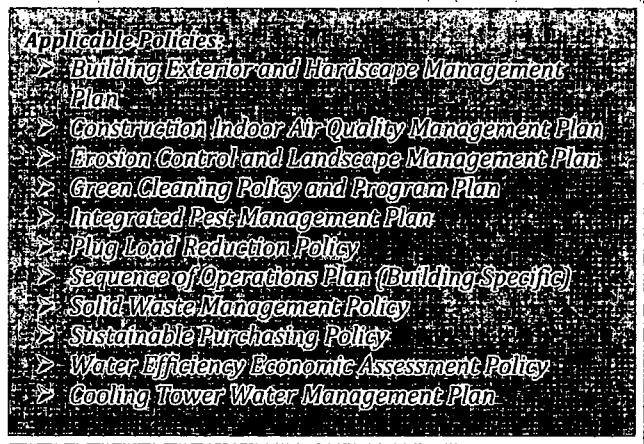 Applicable Policies:
➢ Building Exterior and Hardscape Management
Plan
➢ Construction Indoor Air Quality Management Plan
➢ Erosion Control and Landscape Management Plan
➢ Green Cleaning Policy and Program Plan
➢ Integrated Pest Management Plan
➢ Plug Load Reduction Policy
➢ Sequence of Operations Plan (Building Specific)
➢ Solid Waste Management Policy
➢ Sustainable Purchasing Policy
➢ Water Efficiency Economic Assessment Policy
➢ Cooling Tower Water Management Plan